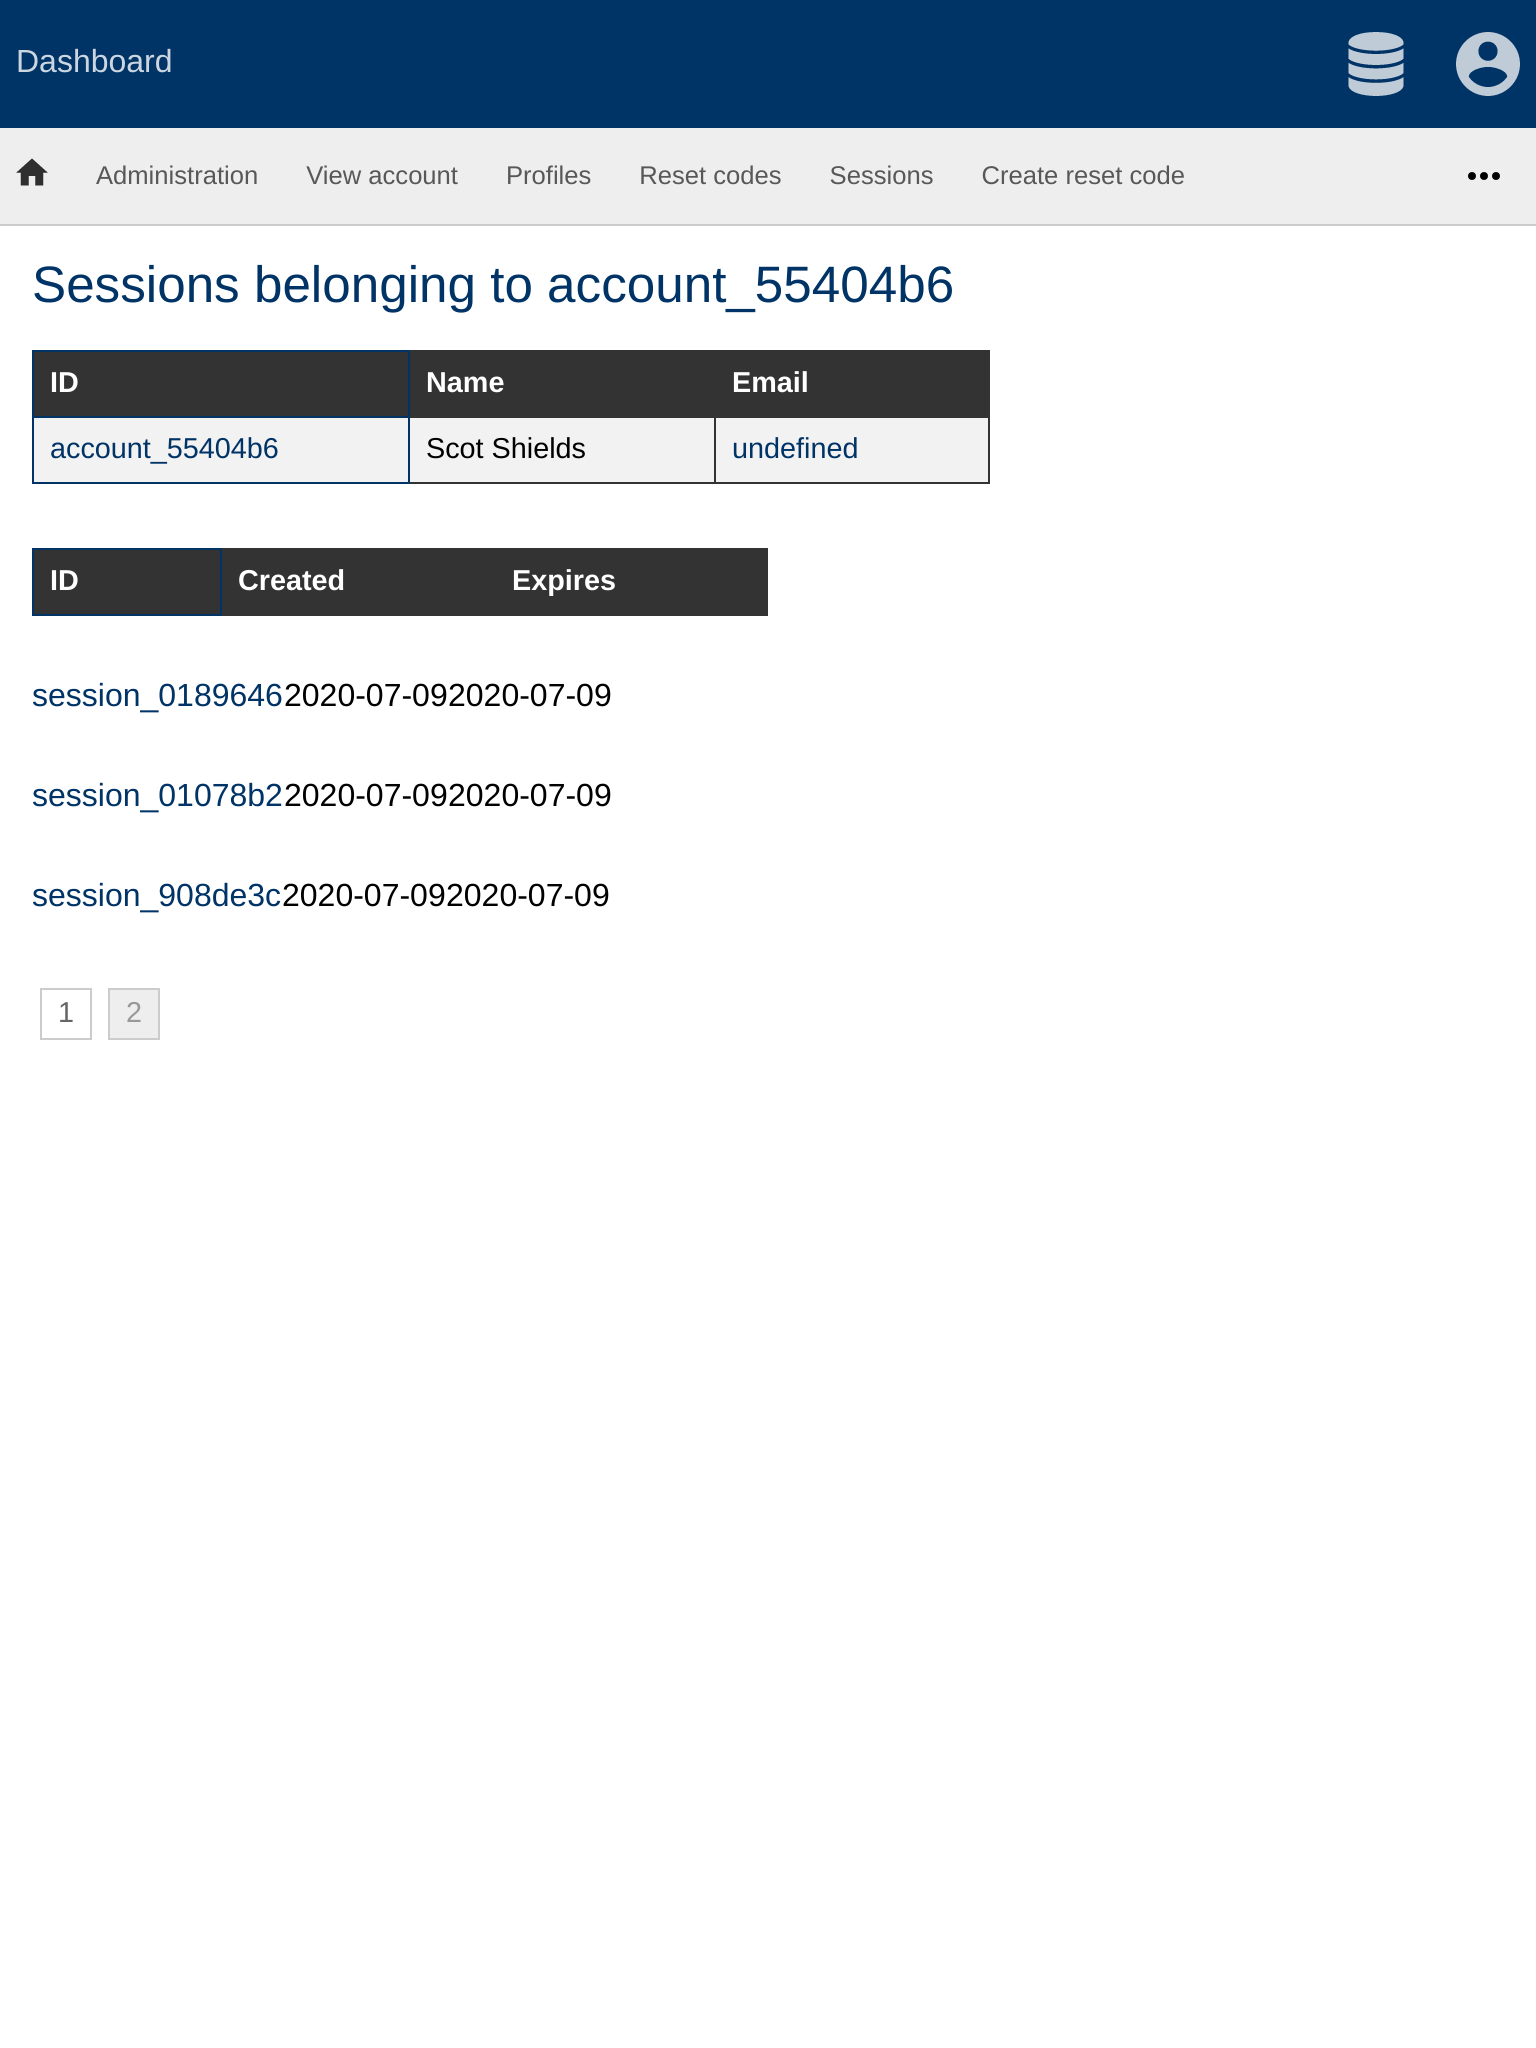 Dashboard
Administration View account Profiles Reset codes Sessions Create reset code
Sessions belonging to account_55404b6
ID Name Email
account_55404b6 Scot Shields undefined
ID Created Expires
session_01896462020-07-092020-07-09
session_01078b22020-07-092020-07-09
session_908de3c2020-07-092020-07-09
1 2